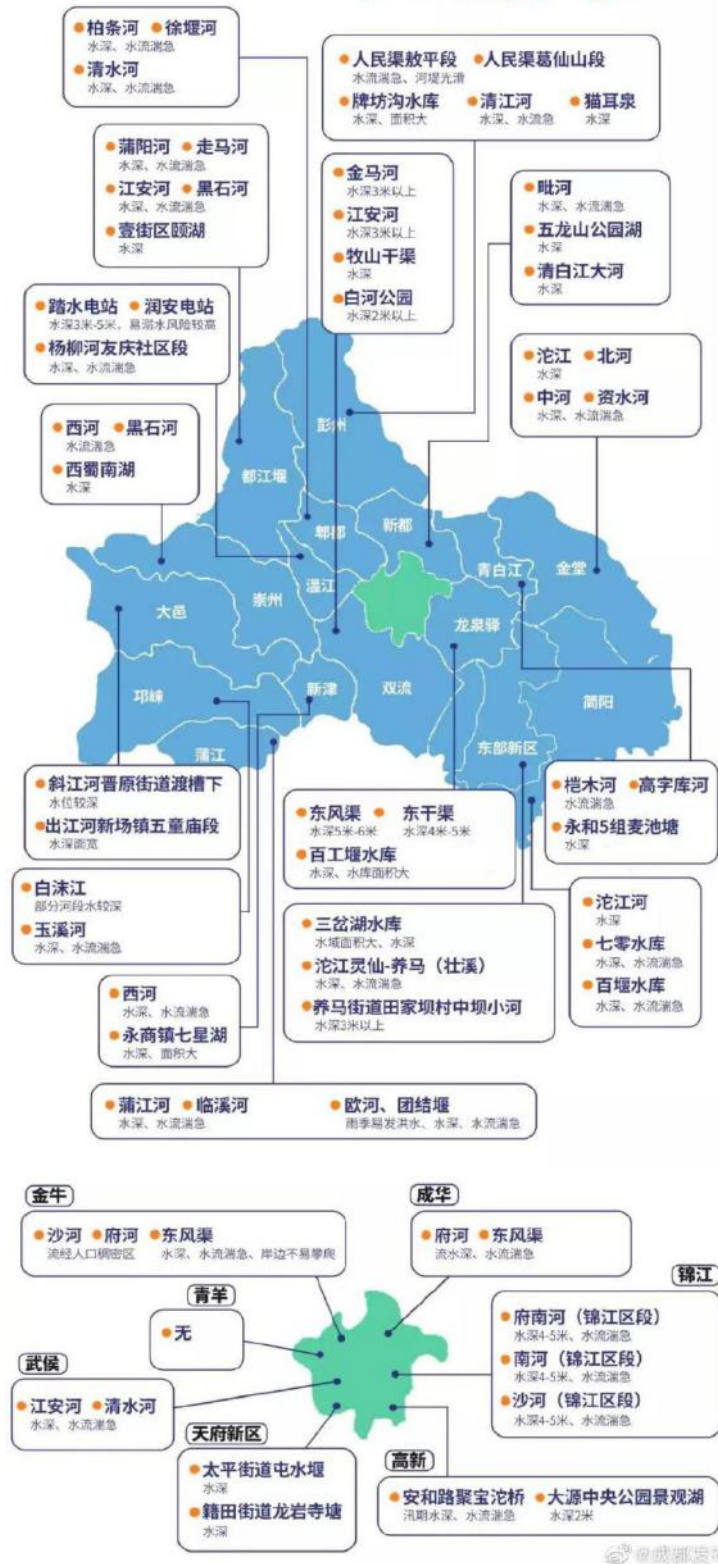 柏条河 徐堰河
水深、水流湍急
清水河
水深、水流湍急
人民渠敖平段 人民渠葛仙山段
水流湍急、河堤光滑
牌坊沟水库 清江河 猫耳泉
水深、面积大 水深、水流急 水深
蒲阳河 走马河
水深、水流湍急
江安河 黑石河
水深、水流湍急
壹街区颐湖
水深
金马河
水深3米以上
江安河
水深3米以上
牧山干渠
水深
白河公园
水深2米以上
毗河
水深、水流湍急
五龙山公园湖
水深
清白江大河
水深
踏水电站 润安电站
水深3米-5米，易溺水风险较高
杨柳河友庆社区段
水深、水流湍急
沱江 北河
水深
中河 资水河
水深、水流湍急
西河 黑石河
水流湍急
西蜀南湖
水深
彭州
都江堰
郫都
新都
青白江
金堂
温江
崇州
大邑
龙泉驿
邛崃
新津
双流
简阳
蒲江
东部新区
斜江河晋原街道渡槽下
水位较深
出江河新场镇五童庙段
水深面宽
东风渠 东干渠
水深5米-6米 水深4米-5米
百工堰水库
水深、水库面积大
桤木河 高字库河
水流湍急
永和5组麦池塘
水深
白沫江
部分河段水较深
玉溪河
水深、水流湍急
三岔湖水库
水域面积大、水深
沱江灵仙-养马（壮溪）
水深、水流湍急
养马街道田家坝村中坝小河
水深3米以上
沱江河
水深
七零水库
水深、水流湍急
百堰水库
水深、水流湍急
西河
水深、水流湍急
永商镇七星湖
水深、面积大
蒲江河 临溪河 欧河、团结堰
水深、水流湍急 雨季易发洪水、水深、水流湍急
金牛
沙河 府河 东风渠
流经人口稠密区 水深、水流湍急、岸边不易攀爬
成华
府河 东风渠
流水深、水流湍急
青羊
无
锦江
府南河（锦江区段）
水深4-5米、水流湍急
南河（锦江区段）
水深4-5米、水流湍急
沙河（锦江区段）
水深4-5米、水流湍急
武侯
江安河 清水河
水深、水流湍急
天府新区
太平街道屯水堰
水深
籍田街道龙岩寺塘
水深
高新
安和路聚宝沱桥 大源中央公园景观湖
汛期水深、水流湍急 水深2米
@成都发布